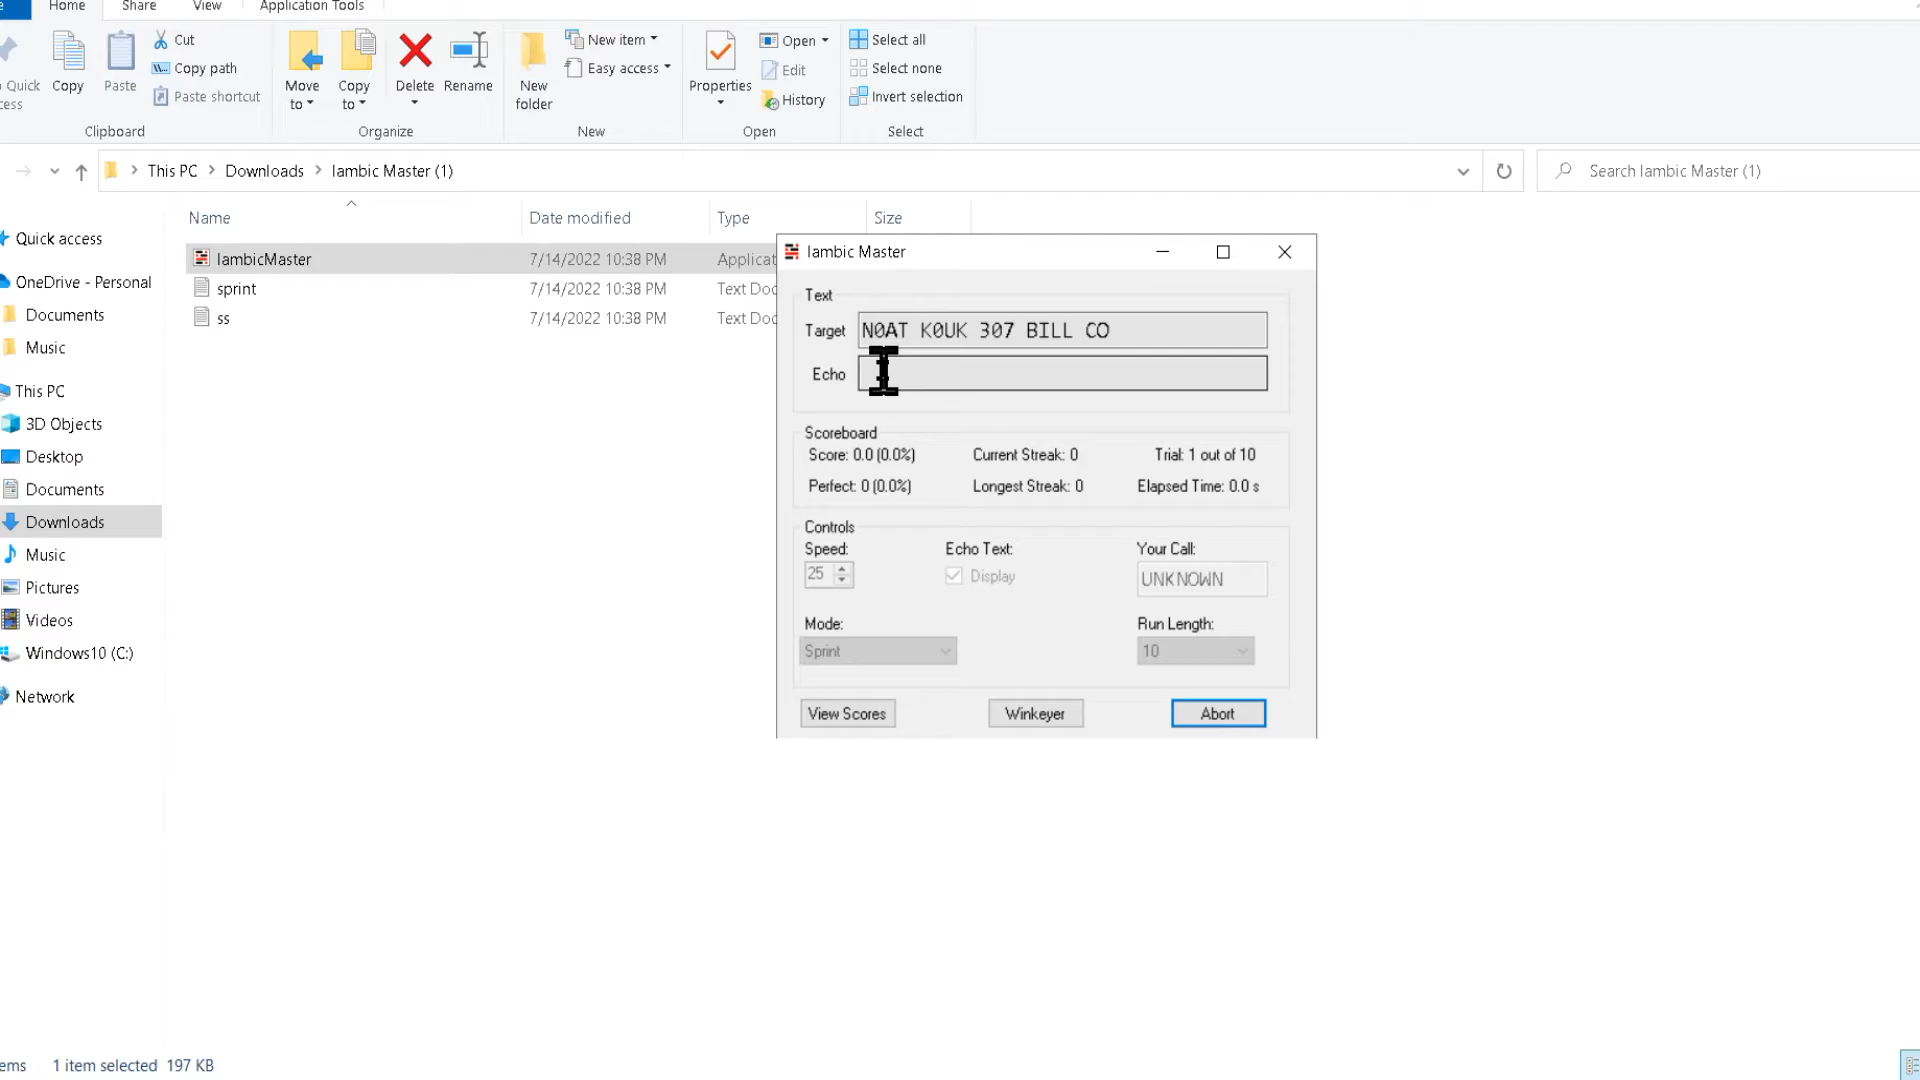 Home Share View Application Tools
Quick
cess
Copy
Paste
Cut
Copy path
Paste shortcut
Clipboard
Move to
Copy to
Delete
Rename
Organize
New folder
New item
Easy access
New
Properties
Open
Edit
History
Open
Select all
Select none
Invert selection
Select
This PC > Downloads > Iambic Master (1)
Search Iambic Master (1)
Name Date modified Type Size
IambicMaster 7/14/2022 10:38 PM Applicat
sprint 7/14/2022 10:38 PM Text Doc
ss 7/14/2022 10:38 PM Text Doc
Quick access
OneDrive - Personal
Documents
Music
This PC
3D Objects
Desktop
Documents
Downloads
Music
Pictures
Videos
Windows10 (C:)
Network
Iambic Master
Text
Target N0AT K0UK 307 BILL CO
Echo
Scoreboard
Score: 0.0 (0.0%) Current Streak: 0 Trial: 1 out of 10
Perfect: 0 (0.0%) Longest Streak: 0 Elapsed Time: 0.0 s
Controls
Speed: Echo Text: Your Call:
25 Display UNKNOWN
Mode: Run Length:
Sprint 10
View Scores Winkeyer Abort
ems 1 item selected 197 KB